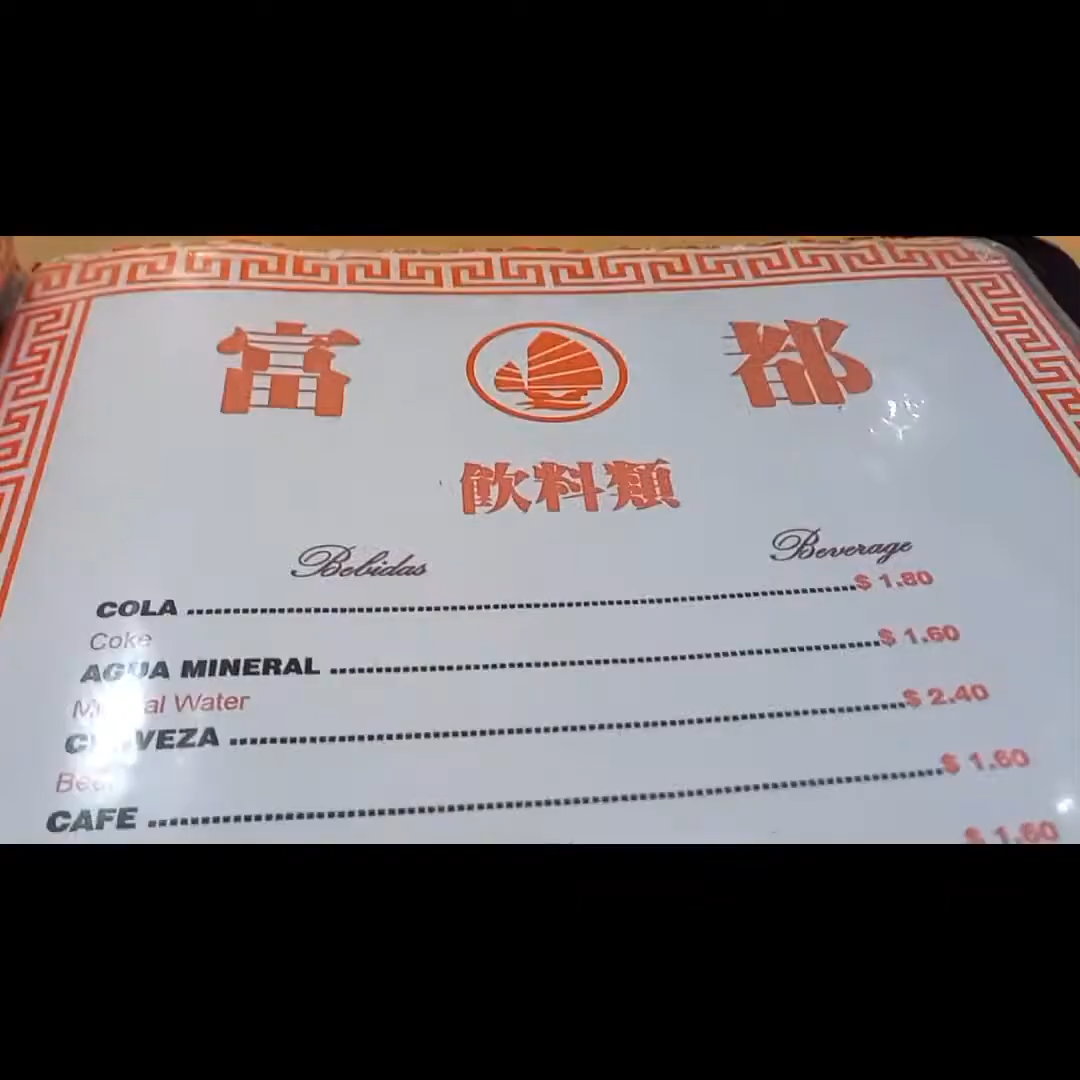 富 都
飲料類
Bebidas Beverage
COLA ........ $ 1.80
Coke
AGUA MINERAL ........ $ 1.60
Water
CERVEZA ........ $ 2.40
Beer
CAFE ........ $ 1.60
$ 1.60